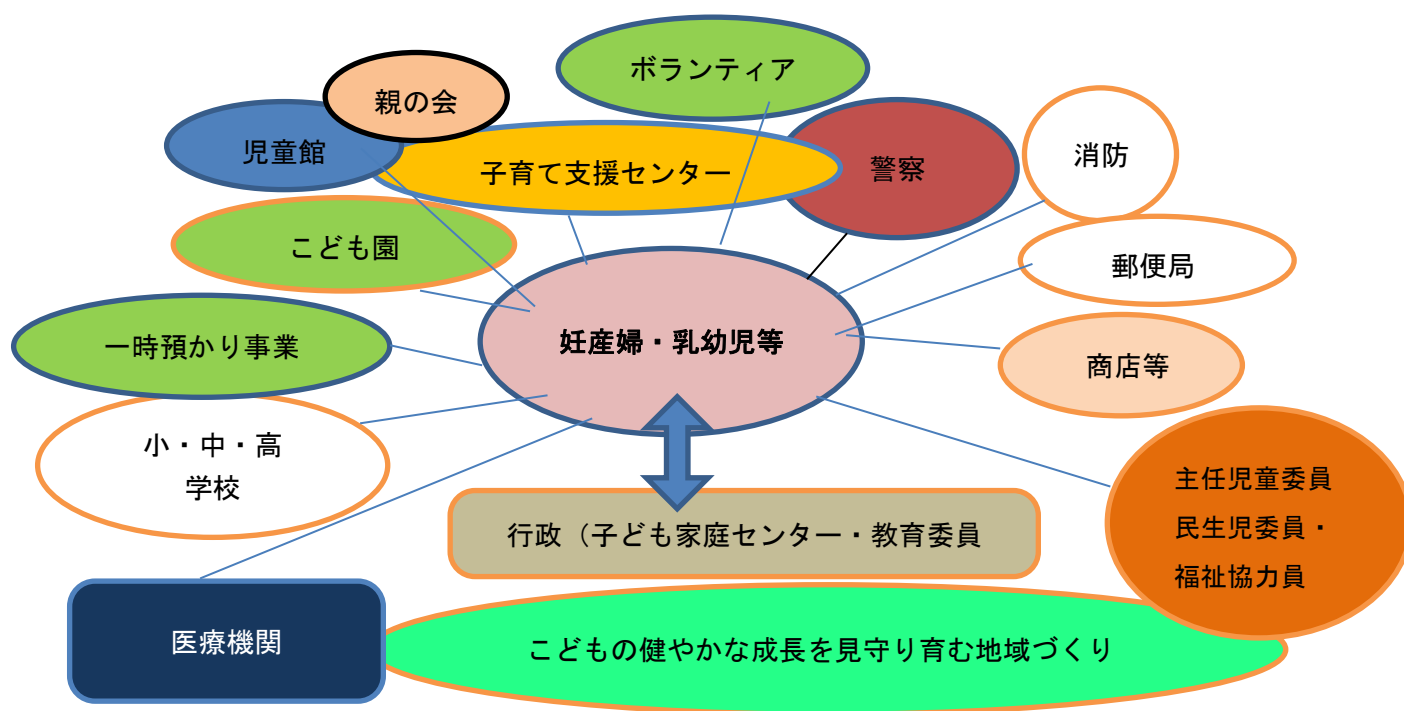 ボランティア
親の会
児童館
子育て支援センター
警察
消防
こども園
郵便局
妊産婦・乳幼児等
一時預かり事業
商店等
小・中・高
学校
主任児童委員
民生児委員・
福祉協力員
行政（子ども家庭センター・教育委員
医療機関
こどもの健やかな成長を見守り育む地域づくり